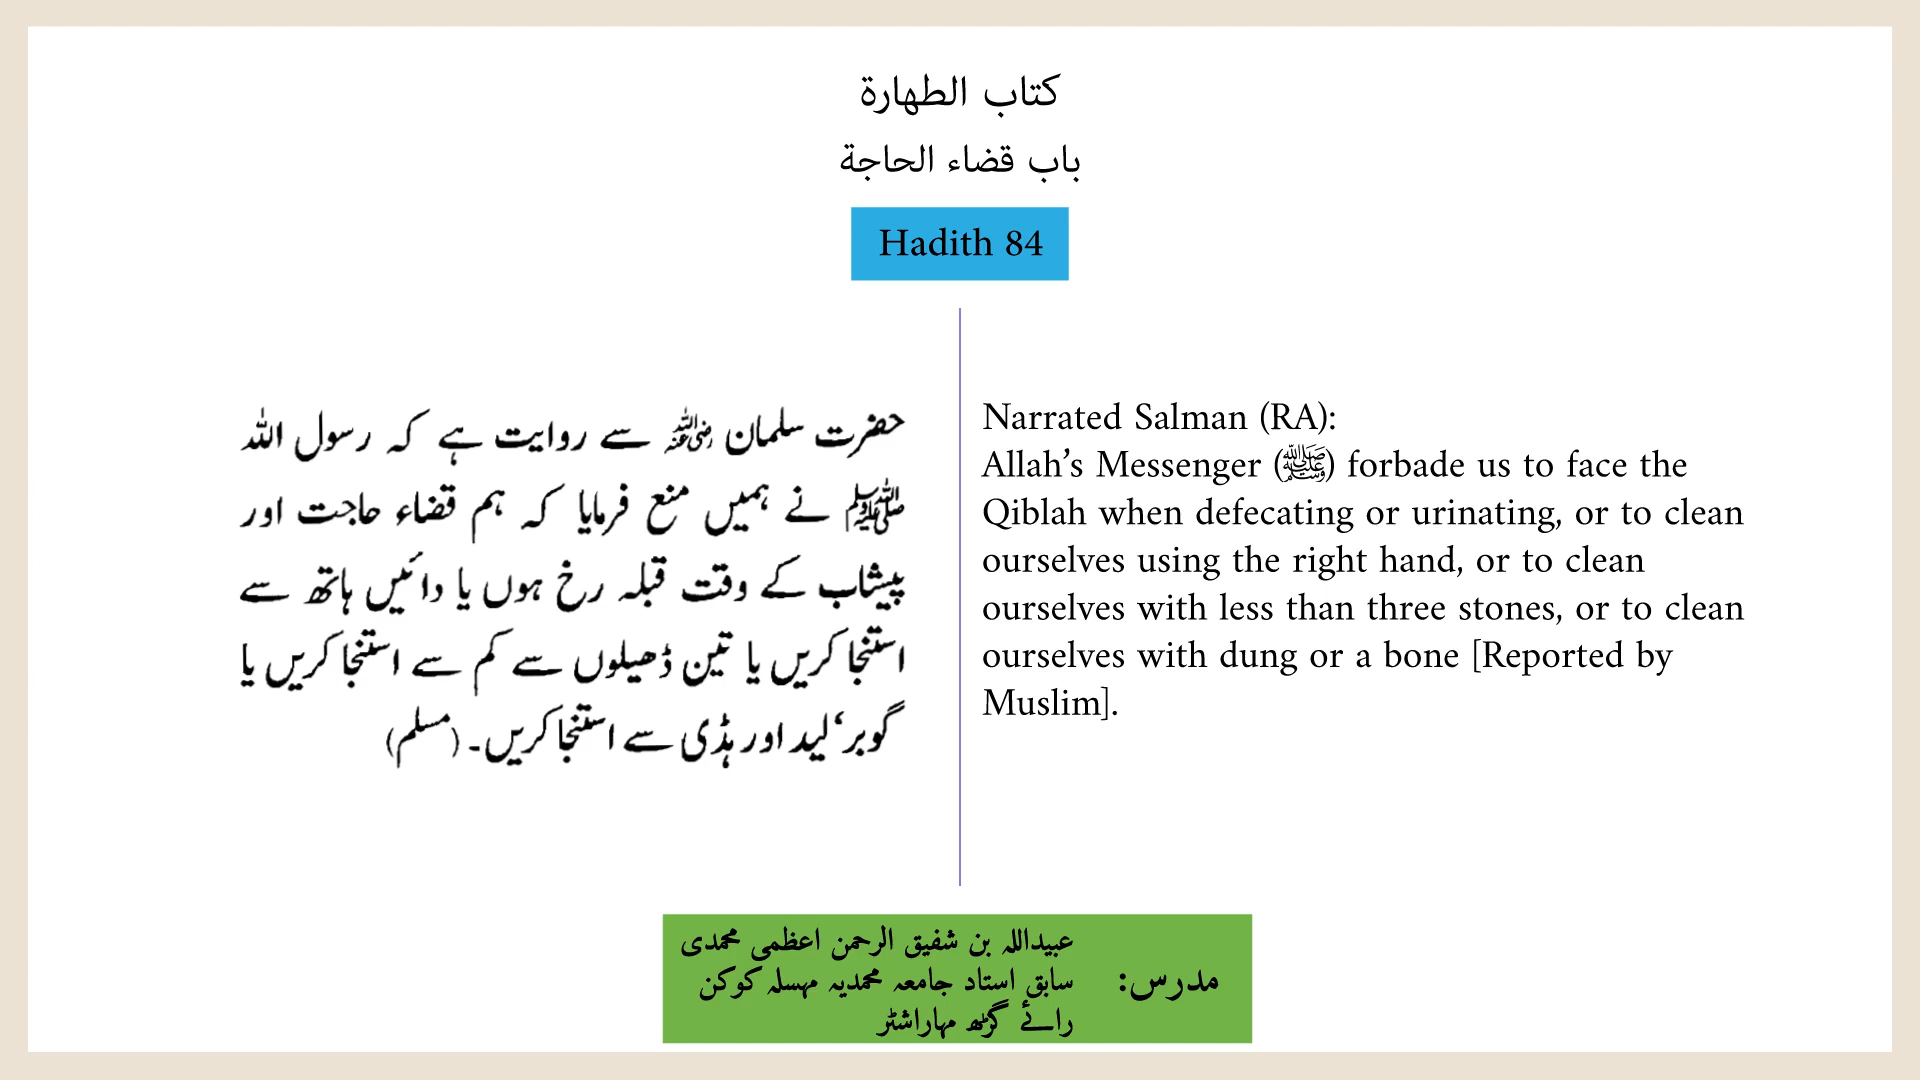 كتاب الطهارة
باب قضاء الحاجة
Hadith 84
حضرت سلمان رضی اللہ عنہ سے روایت ہے کہ رسول اللہ
ﷺ نے ہمیں منع فرمایا کہ ہم قضاء حاجت اور
پیشاب کے وقت قبلہ رخ ہوں یا دائیں ہاتھ سے
استنجا کریں یا تین ڈھیلوں سے کم سے استنجا کریں یا
گوبر‘ لید اور ہڈی سے استنجا کریں۔ (مسلم)
Narrated Salman (RA):
Allah’s Messenger (ﷺ) forbade us to face the
Qiblah when defecating or urinating, or to clean
ourselves using the right hand, or to clean
ourselves with less than three stones, or to clean
ourselves with dung or a bone [Reported by
Muslim].
مدرس:
عبیداللہ بن شفیق الرحمن اعظمی محمدی
سابق استاد جامعہ محمدیہ مہسلہ کوکن
رائے گڑھ مہاراشٹر